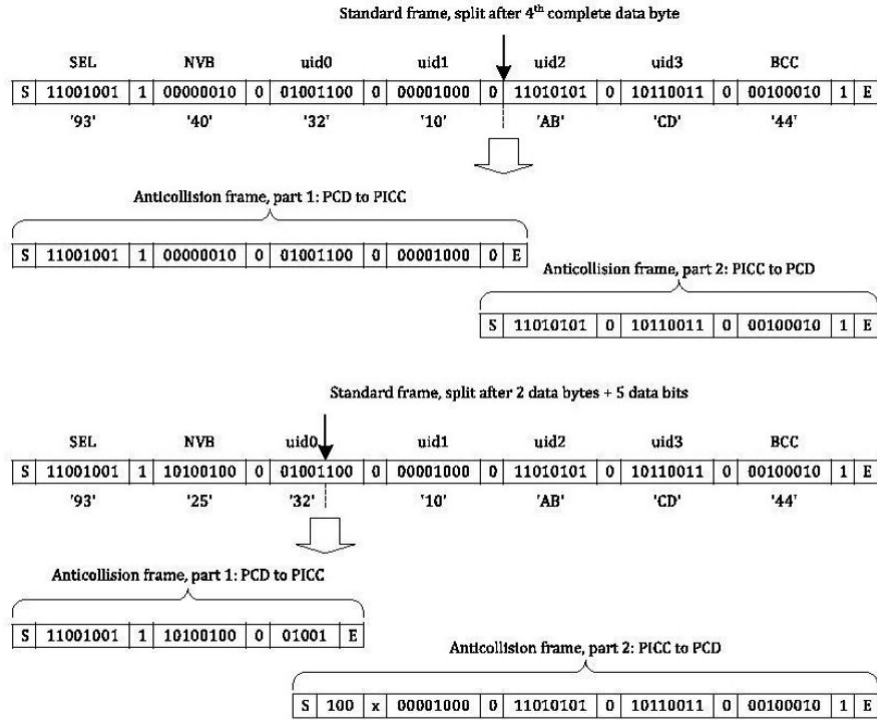 Standard frame, split after 4th complete data byte
SEL NVB uid0 uid1 uid2 uid3 BCC
S 11001001 1 00000010 0 01001100 0 00001000 0 11010101 0 10110011 0 00100010 1 E
'93' '40' '32' '10' 'AB' 'CD' '44'
Anticollision frame, part 1: PCD to PICC
S 11001001 1 00000010 0 01001100 0 00001000 0 E
Anticollision frame, part 2: PICC to PCD
S 11010101 0 10110011 0 00100010 1 E
Standard frame, split after 2 data bytes + 5 data bits
SEL NVB uid0 uid1 uid2 uid3 BCC
S 11001001 1 10100100 0 01001100 0 00001000 0 11010101 0 10110011 0 00100010 1 E
'93' '25' '32' '10' 'AB' 'CD' '44'
Anticollision frame, part 1: PCD to PICC
S 11001001 1 10100100 0 01001 E
Anticollision frame, part 2: PICC to PCD
S 100 x 00001000 0 11010101 0 10110011 0 00100010 1 E